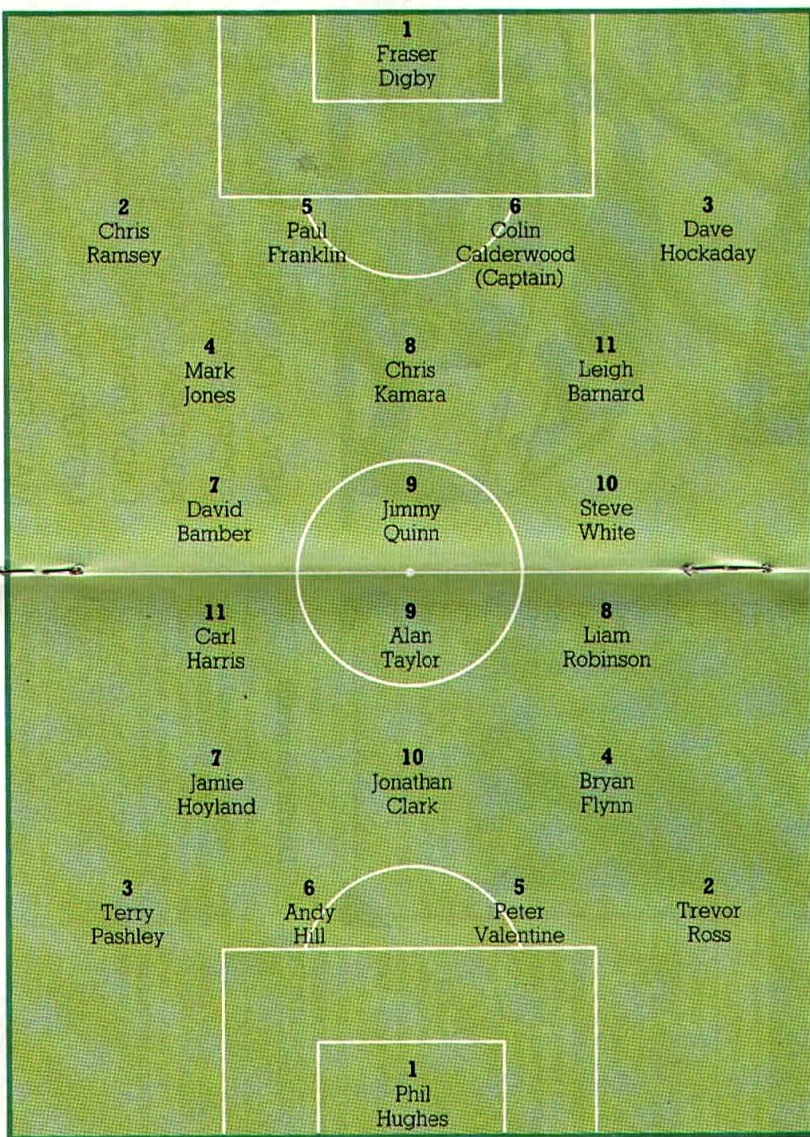 1
Fraser
Digby
2
Chris
Ramsey
5
Paul
Franklin
6
Colin
Calderwood
(Captain)
3
Dave
Hockaday
4
Mark
Jones
8
Chris
Kamara
11
Leigh
Barnard
7
David
Bamber
9
Jimmy
Quinn
10
Steve
White
11
Carl
Harris
9
Alan
Taylor
8
Liam
Robinson
7
Jamie
Hoyland
10
Jonathan
Clark
4
Bryan
Flynn
3
Terry
Pashley
6
Andy
Hill
5
Peter
Valentine
2
Trevor
Ross
1
Phil
Hughes